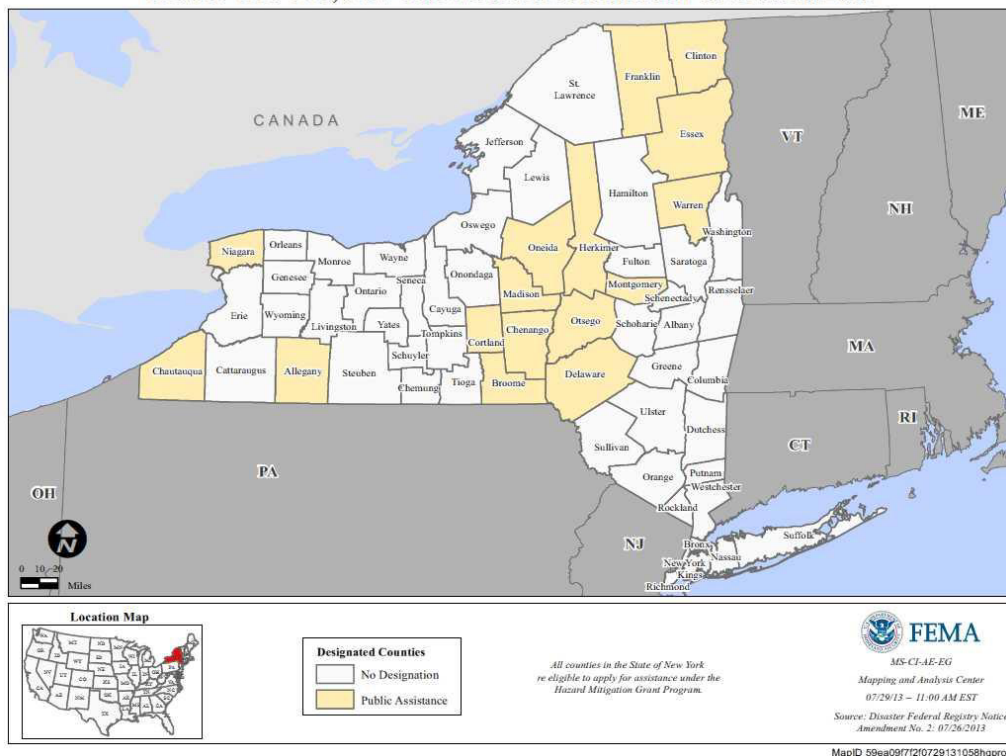 CANADA
ME
VT
NH
MA
CT
RI
NJ
PA
OH
Clinton
Franklin
St.
Lawrence
Essex
Jefferson
Lewis
Hamilton
Warren
Washington
Oswego
Oneida
Herkimer
Fulton
Saratoga
Niagara
Orleans
Monroe
Wayne
Genesee
Seneca
Onondaga
Madison
Montgomery
Schenectady
Rensselaer
Ontario
Erie
Wyoming
Livingston
Yates
Cayuga
Tompkins
Cortland
Chenango
Otsego
Schoharie
Albany
Schuyler
Chautauqua
Cattaraugus
Allegany
Steuben
Chemung
Tioga
Broome
Delaware
Greene
Columbia
Ulster
Sullivan
Dutchess
Orange
Putnam
Westchester
Rockland
Bronx
New York
Nassau
Suffolk
Kings
Richmond
N
0 10 20
Miles
Location Map
Designated Counties
No Designation
Public Assistance
All counties in the State of New York
re eligible to apply for assistance under the
Hazard Mitigation Grant Program.
FEMA
MS-CI-AE-EG
Mapping and Analysis Center
07/29/13 – 11:00 AM EST
Source: Disaster Federal Registry Notice
Amendment No. 2: 07/26/2013
MapID 59ea09f7f2f0729131058hqprod